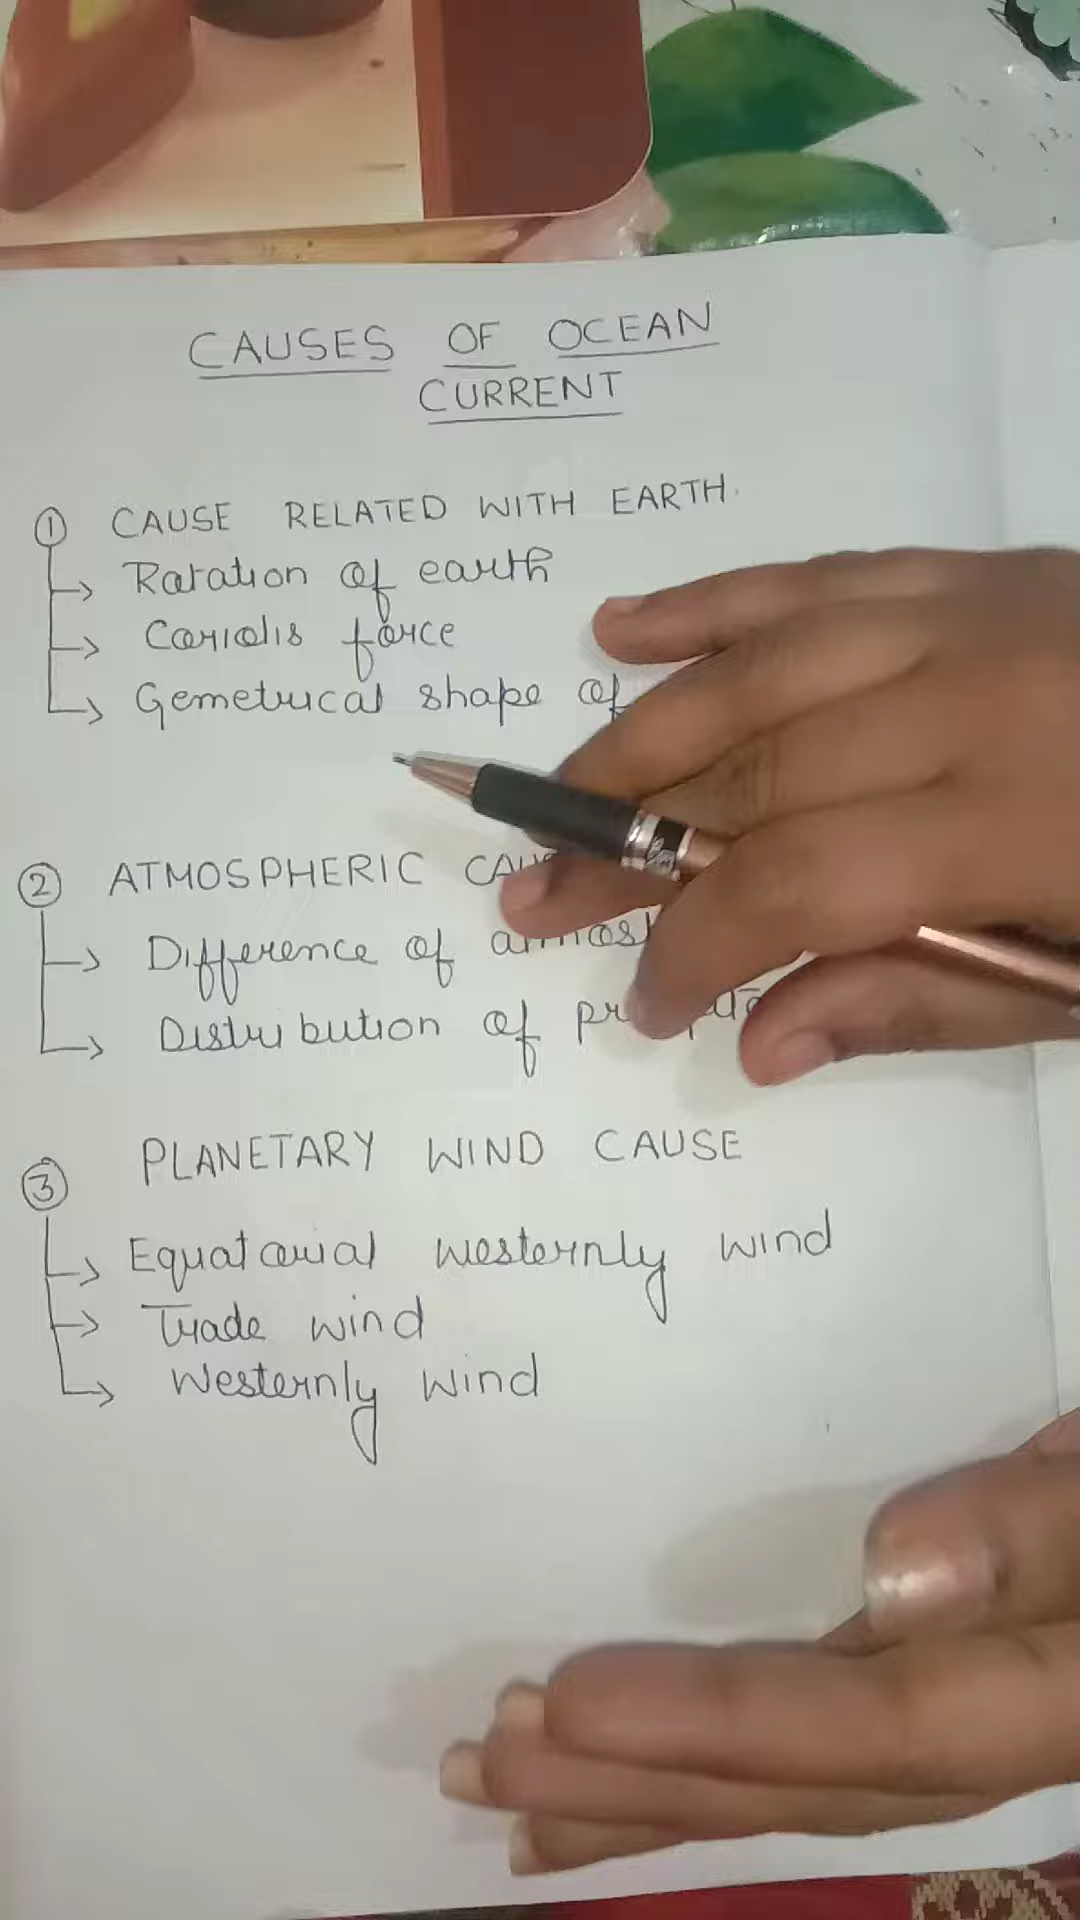 CAUSES OF OCEAN
CURRENT
① CAUSE RELATED WITH EARTH.
→ Rotation of earth
→ Coriolis force
→ Gemetrical shape of
② ATMOSPHERIC
→ Difference of
→ Distribution of
③ PLANETARY WIND CAUSE
→ Equatorial westernly wind
→ Trade wind
→ Westernly wind